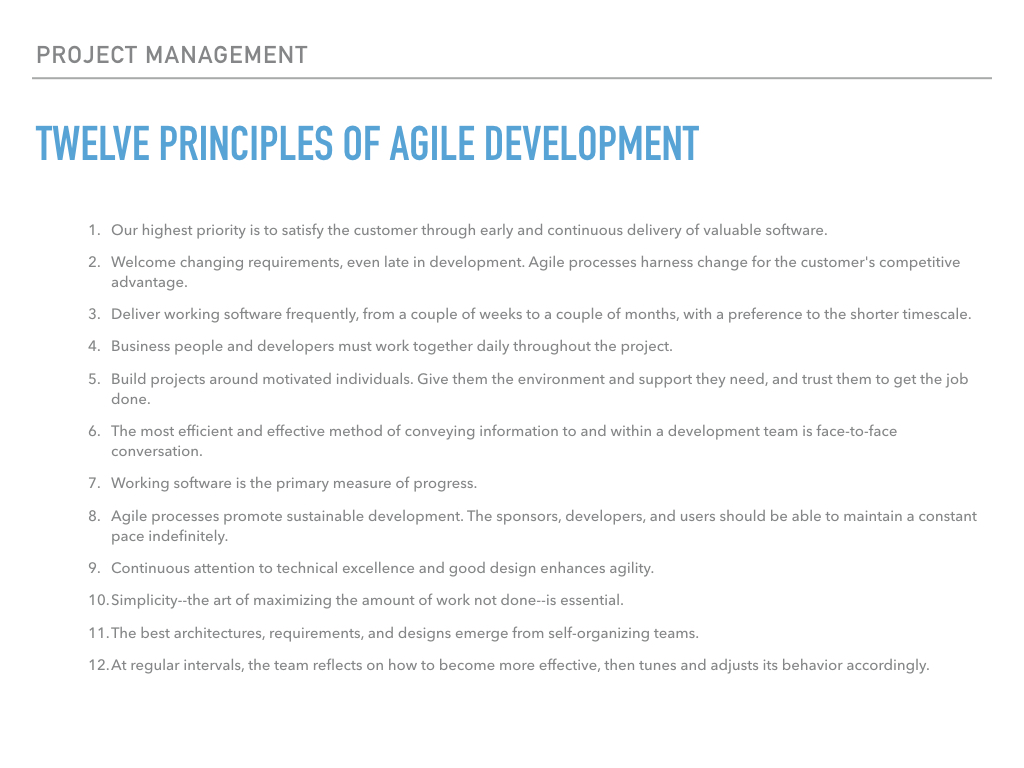 PROJECT MANAGEMENT
TWELVE PRINCIPLES OF AGILE DEVELOPMENT
1. Our highest priority is to satisfy the customer through early and continuous delivery of valuable software.
2. Welcome changing requirements, even late in development. Agile processes harness change for the customer's competitive
advantage.
3. Deliver working software frequently, from a couple of weeks to a couple of months, with a preference to the shorter timescale.
4. Business people and developers must work together daily throughout the project.
5. Build projects around motivated individuals. Give them the environment and support they need, and trust them to get the job
done.
6. The most efficient and effective method of conveying information to and within a development team is face-to-face
conversation.
7. Working software is the primary measure of progress.
8. Agile processes promote sustainable development. The sponsors, developers, and users should be able to maintain a constant
pace indefinitely.
9. Continuous attention to technical excellence and good design enhances agility.
10. Simplicity--the art of maximizing the amount of work not done--is essential.
11. The best architectures, requirements, and designs emerge from self-organizing teams.
12. At regular intervals, the team reflects on how to become more effective, then tunes and adjusts its behavior accordingly.